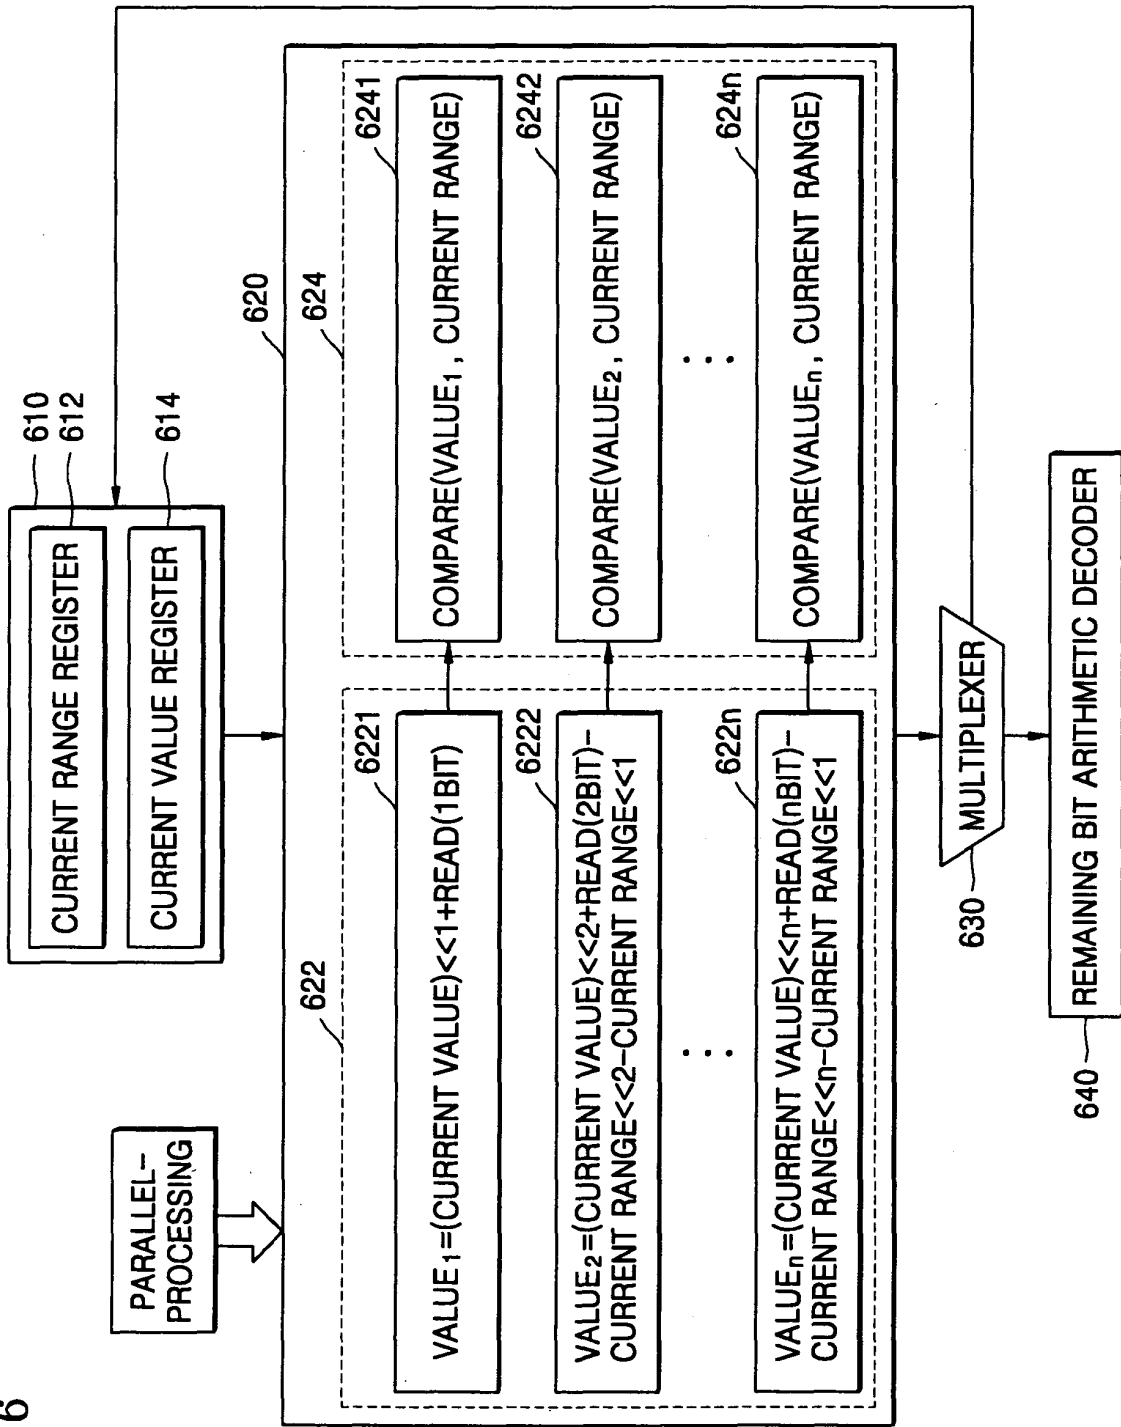 6
PARALLEL-
PROCESSING
610
CURRENT RANGE REGISTER
612
CURRENT VALUE REGISTER
614
620
622
VALUE1=(CURRENT VALUE)<<1+READ(1BIT)
6221
VALUE2=(CURRENT VALUE)<<2+READ(2BIT)-
CURRENT RANGE<<2-CURRENT RANGE<<1
6222
...
VALUEn=(CURRENT VALUE)<<n+READ(nBIT)-
CURRENT RANGE<<n-CURRENT RANGE<<1
622n
624
COMPARE(VALUE1, CURRENT RANGE)
6241
COMPARE(VALUE2, CURRENT RANGE)
6242
...
COMPARE(VALUEn, CURRENT RANGE)
624n
630
MULTIPLEXER
640
REMAINING BIT ARITHMETIC DECODER